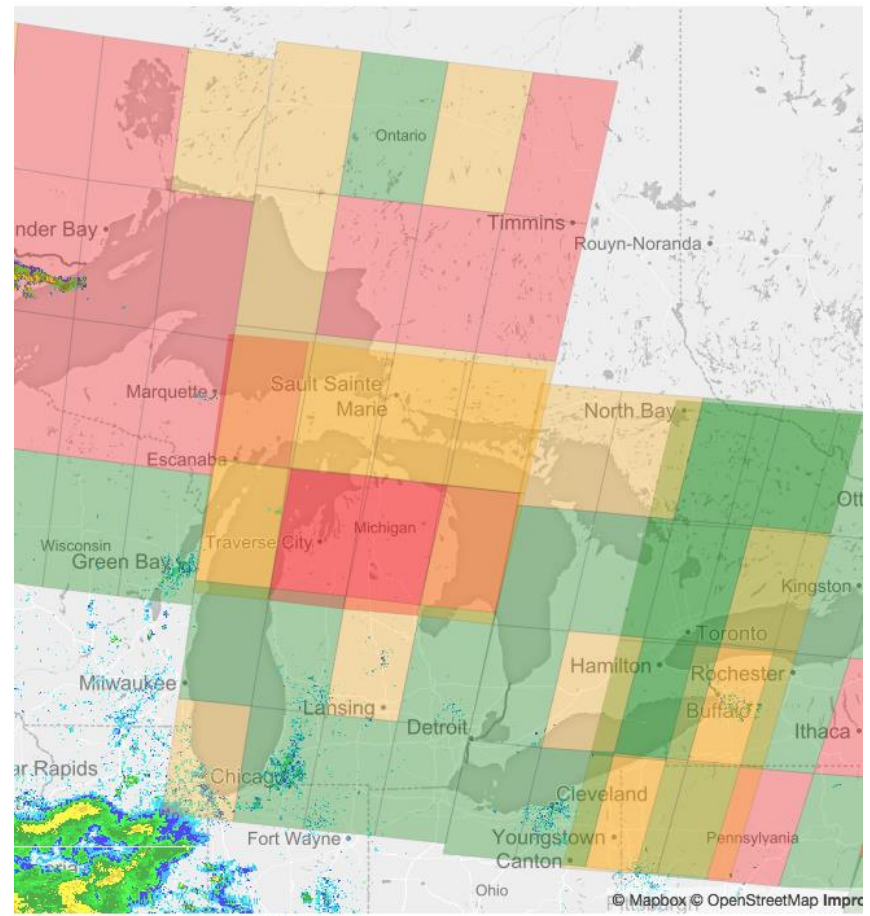 Ontario
nder Bay
Timmins
Rouyn-Noranda
Marquette
Sault Sainte
Marie
North Bay
Escanaba
Ott
Traverse City
Michigan
Wisconsin
Green Bay
Kingston
Toronto
Hamilton
Rochester
Milwaukee
Lansing
Buffalo
Detroit
Ithaca
ar Rapids
Chicago
Cleveland
Fort Wayne
Youngstown
Pennsylvania
Canton
Ohio
Pittsburgh
© Mapbox © OpenStreetMap Impro